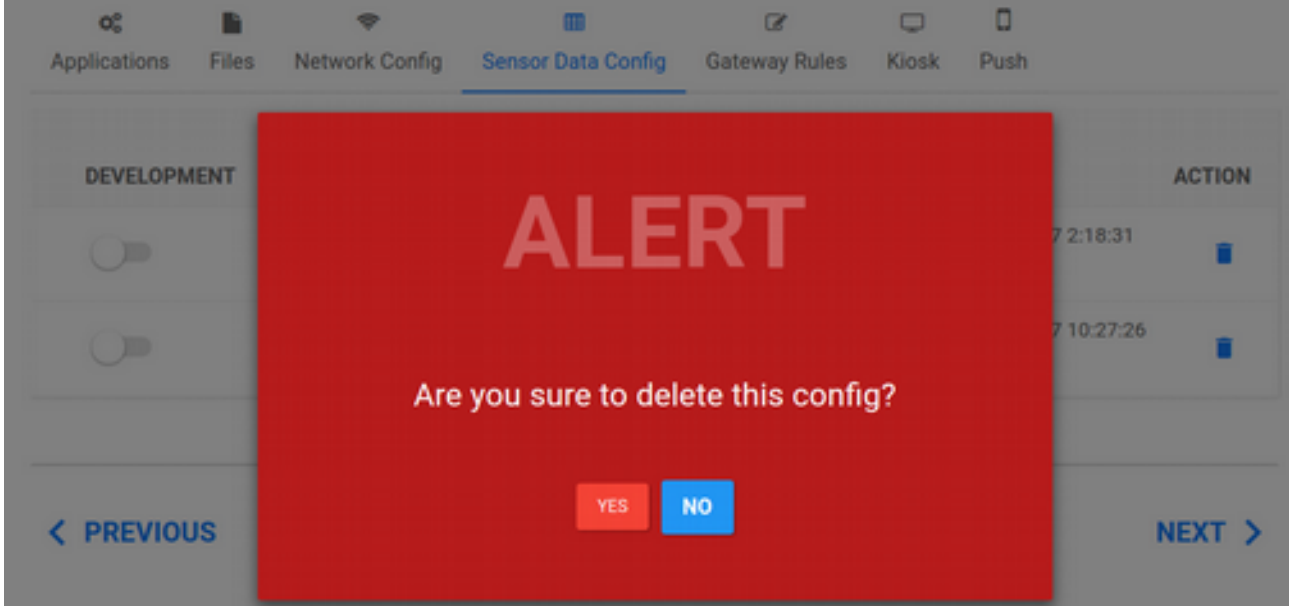 Applications Files Network Config Sensor Data Config Gateway Rules Kiosk Push
DEVELOPMENT ACTION
ALERT
7 2:18:31
7 10:27:26
Are you sure to delete this config?
YES NO
PREVIOUS NEXT